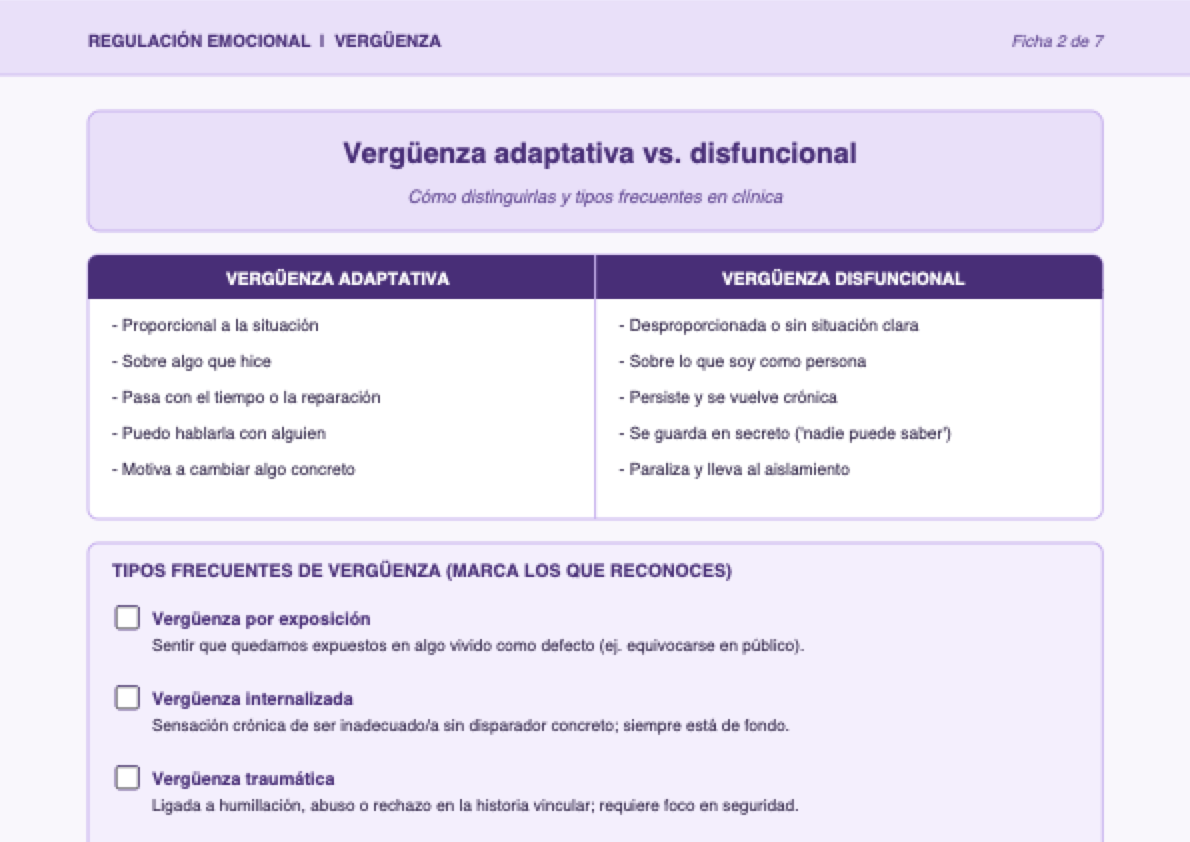 REGULACIÓN EMOCIONAL | VERGÜENZA
Ficha 2 de 7
Vergüenza adaptativa vs. disfuncional
Cómo distinguirlas y tipos frecuentes en clínica
VERGÜENZA ADAPTATIVA
- Proporcional a la situación
- Sobre algo que hice
- Pasa con el tiempo o la reparación
- Puedo hablarla con alguien
- Motiva a cambiar algo concreto
VERGÜENZA DISFUNCIONAL
- Desproporcionada o sin situación clara
- Sobre lo que soy como persona
- Persiste y se vuelve crónica
- Se guarda en secreto ('nadie puede saber')
- Paraliza y lleva al aislamiento
TIPOS FRECUENTES DE VERGÜENZA (MARCA LOS QUE RECONOCES)
Vergüenza por exposición
Sentir que quedamos expuestos en algo vivido como defecto (ej. equivocarse en público).
Vergüenza internalizada
Sensación crónica de ser inadecuado/a sin disparador concreto; siempre está de fondo.
Vergüenza traumática
Ligada a humillación, abuso o rechazo en la historia vincular; requiere foco en seguridad.